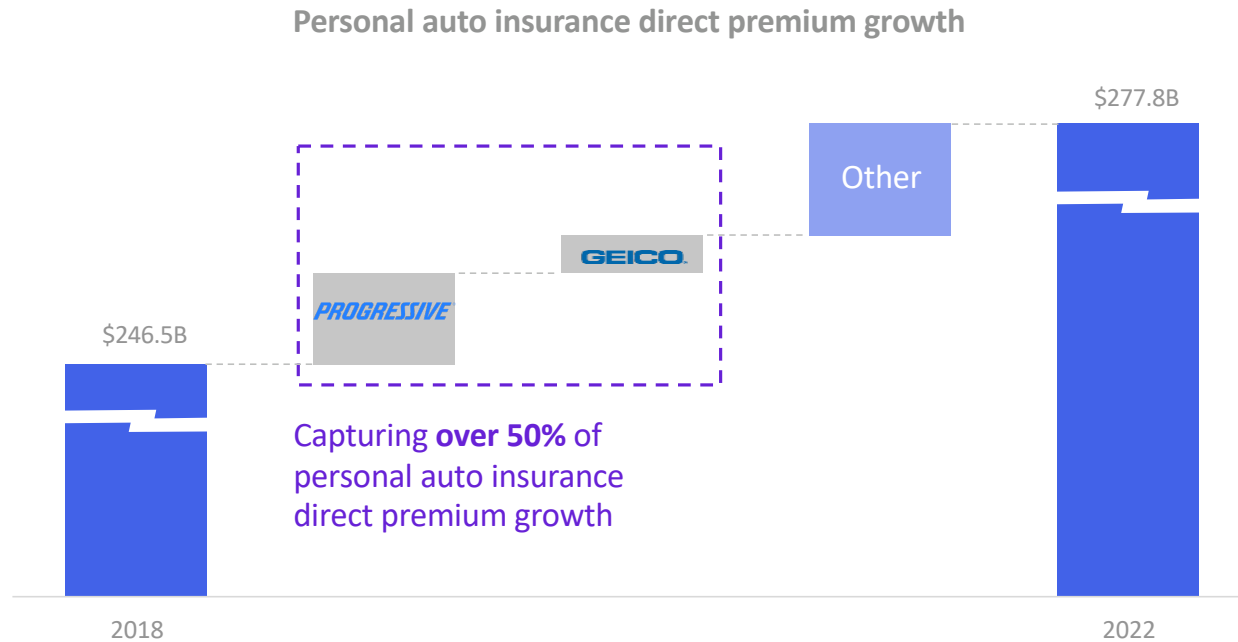 Personal auto insurance direct premium growth
$277.8B
Other
GEICO.
PROGRESSIVE
$246.5B
Capturing over 50% of
personal auto insurance
direct premium growth
2018
2022